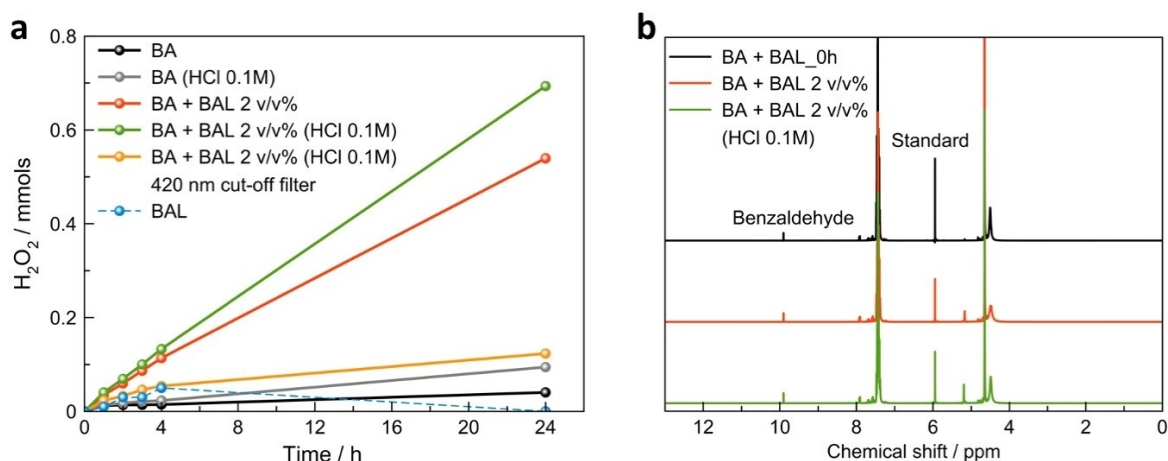 a
0.8
0.6
0.4
0.2
0
H₂O₂ / mmols
BA
BA (HCl 0.1M)
BA + BAL 2 v/v%
BA + BAL 2 v/v% (HCl 0.1M)
BA + BAL 2 v/v% (HCl 0.1M)
420 nm cut-off filter
BAL
0 4 8 12 16 20 24
Time / h
b
BA + BAL_0h
BA + BAL 2 v/v%
BA + BAL 2 v/v%
(HCl 0.1M)
Standard
Benzaldehyde
12 10 8 6 4 2 0
Chemical shift / ppm